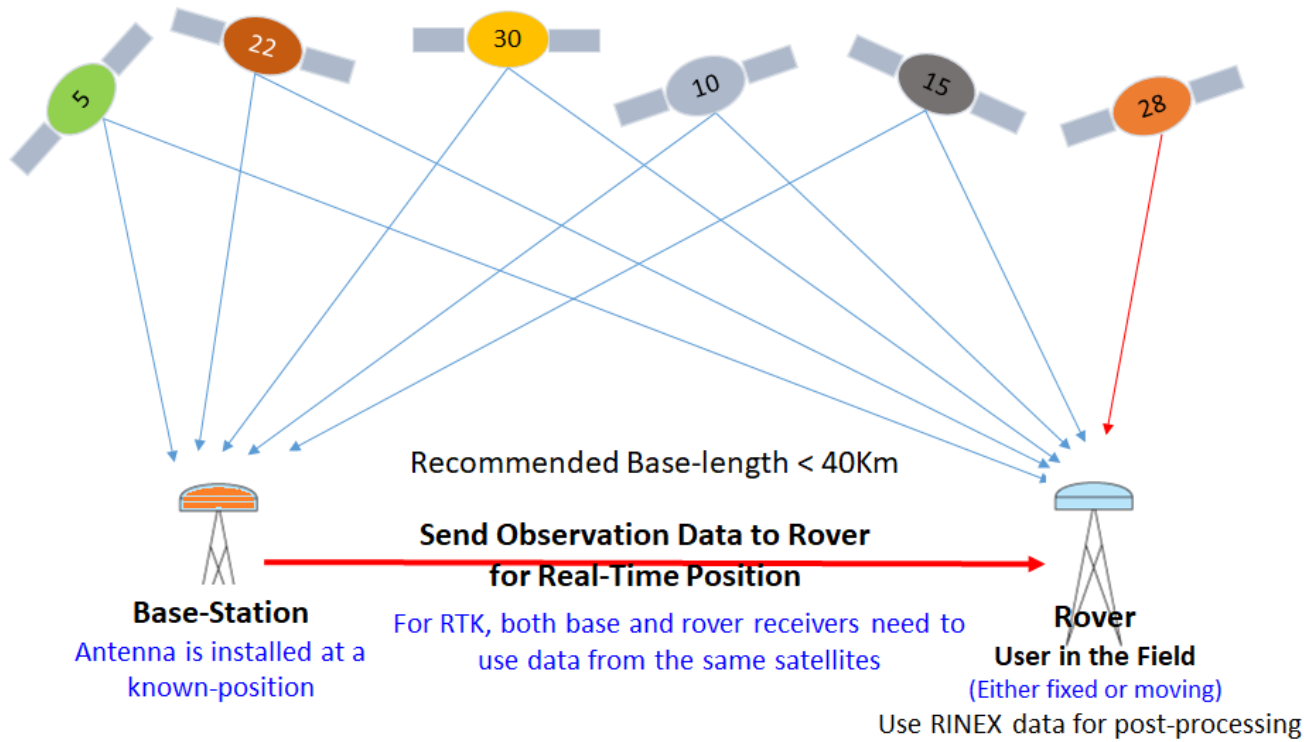 5
22
30
10
15
28
Recommended Base-length < 40Km
Send Observation Data to Rover
for Real-Time Position
For RTK, both base and rover receivers need to
use data from the same satellites
Base-Station
Antenna is installed at a
known-position
Rover
User in the Field
(Either fixed or moving)
Use RINEX data for post-processing